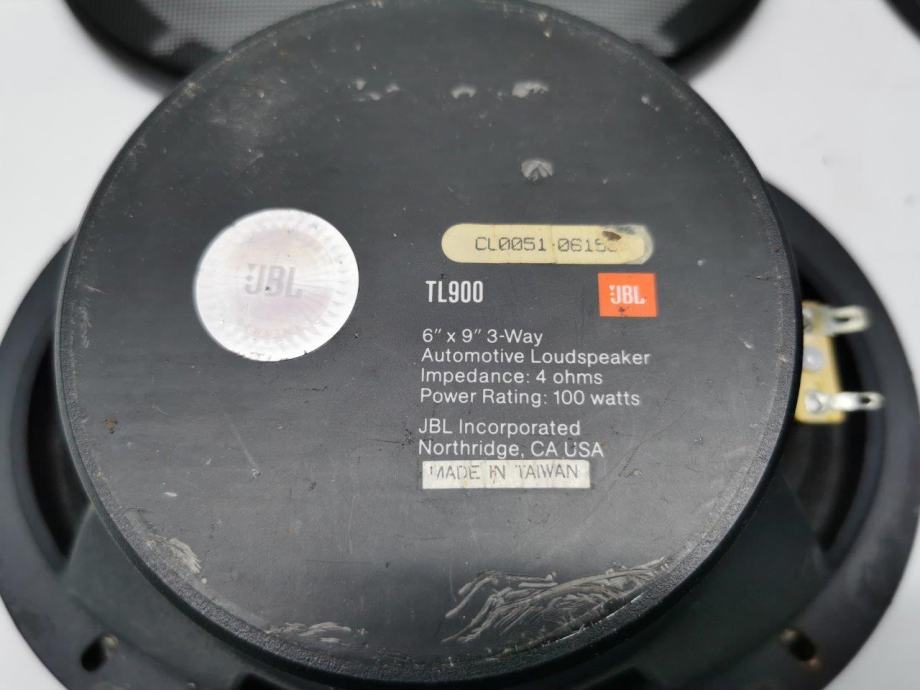 JBL
CL0051
TL900
JBL
6" x 9" 3-Way
Automotive Loudspeaker
Impedance: 4 ohms
Power Rating: 100 watts
JBL Incorporated
Northridge, CA USA
MADE IN TAIWAN